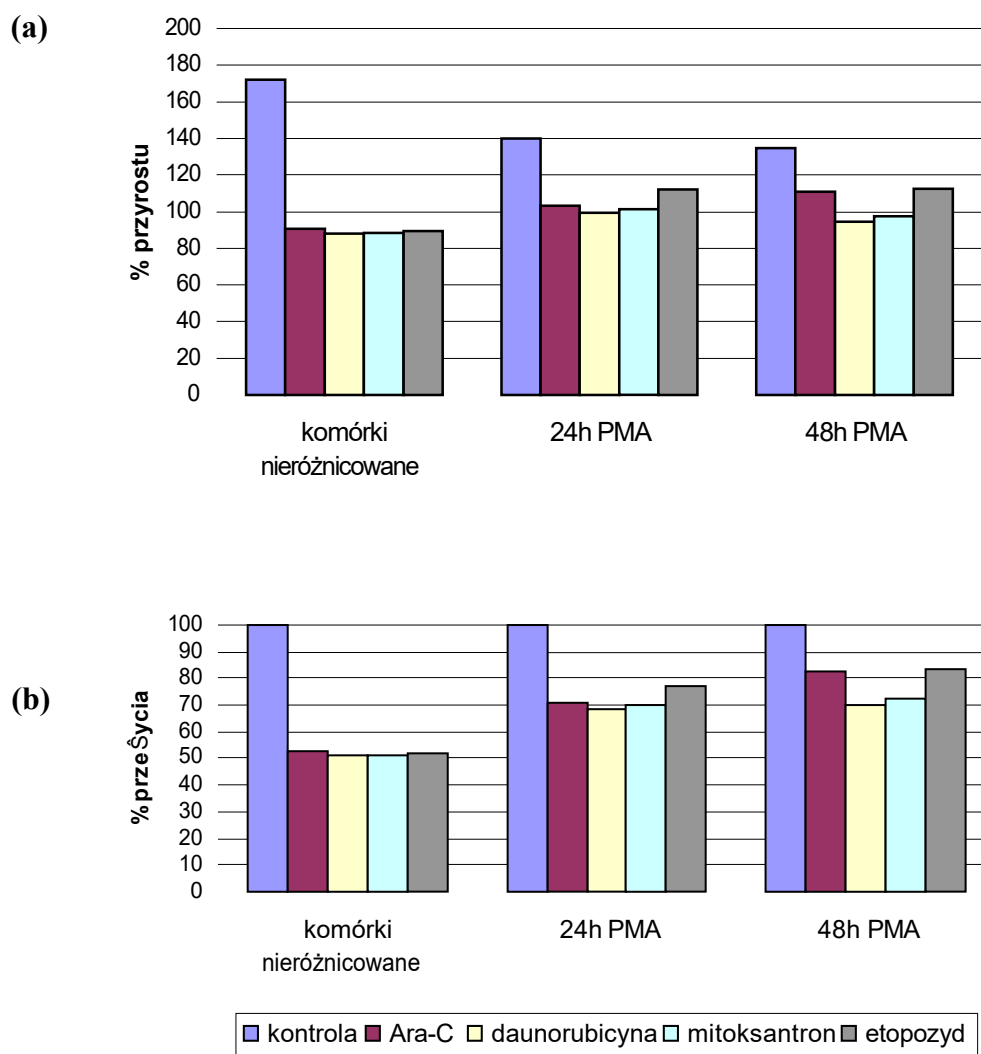 (a)
% przyrostu
200
180
160
140
120
100
80
60
40
20
0
komórki
nieróżnicowane
24h PMA
48h PMA
(b)
% przeŜycia
100
90
80
70
60
50
40
30
20
10
0
komórki
nieróżnicowane
24h PMA
48h PMA
kontrola Ara-C daunorubicyna mitoksantron etopozyd